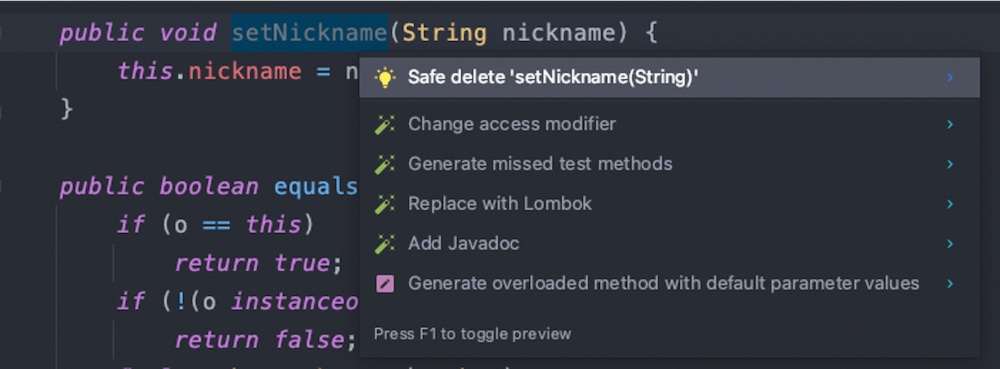 public void setNickname(String nickname) {
this.nickname = n
}
Safe delete 'setNickname(String)'
Change access modifier
Generate missed test methods
Replace with Lombok
Add Javadoc
Generate overloaded method with default parameter values
Press F1 to toggle preview
public boolean equals
if (o == this)
return true;
if (!(o instanceo
return false;